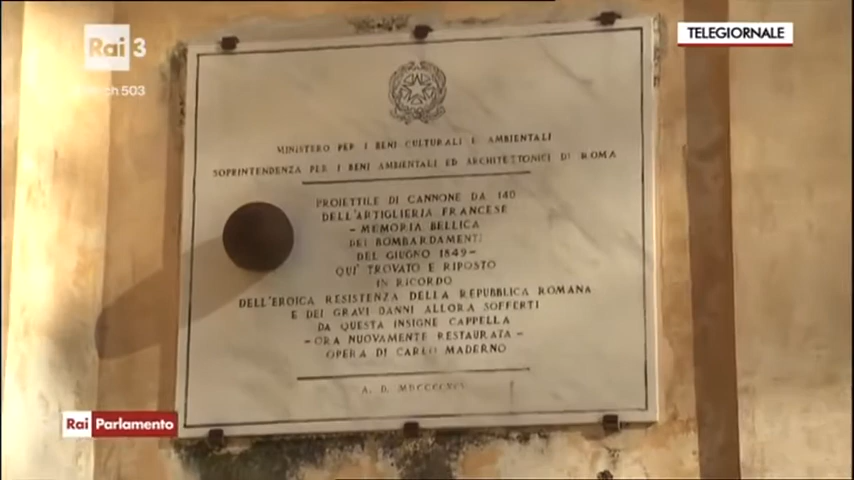 Rai 3
503
TELEGIORNALE
MINISTERO PER I BENI CULTURALI E AMBIENTALI
SOPRINTENDENZA PER I BENI AMBIENTALI ED ARCHITETTONICI DI ROMA
PROIETTILE DI CANNONE DA 140
DELL'ARTIGLIERIA FRANCESE
- MEMORIA BELLICA
DEI BOMBARDAMENTI
DEL GIUGNO 1849 -
QUI' TROVATO E RIPOSTO
IN RICORDO
DELL'EROICA RESISTENZA DELLA REPUBBLICA ROMANA
E DEI GRAVI DANNI ALLORA SOFFERTI
DA QUESTA INSIGNE CAPPELLA
- ORA NUOVAMENTE RESTAURATA -
OPERA DI CARLO MADERNO
A. D.
Rai Parlamento